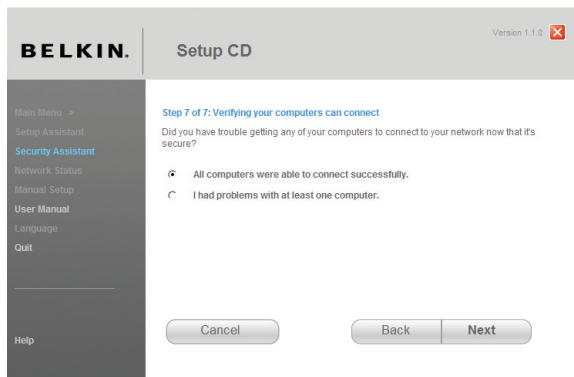 Version 1.1.0
BELKIN.
Setup CD
Main Menu >
Setup Assistant
Security Assistant
Network Status
Manual Setup
User Manual
Language
Quit
Help
Step 7 of 7: Verifying your computers can connect
Did you have trouble getting any of your computers to connect to your network now that it's
secure?
All computers were able to connect successfully.
I had problems with at least one computer.
Cancel
Back
Next